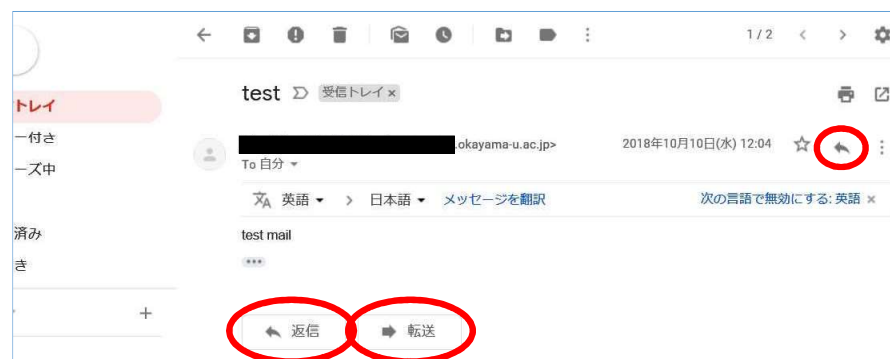 1 / 2
test 受信トレイ ×
トレイ
.okayama-u.ac.jp> 2018年10月10日(水) 12:04
ー付き
To 自分
ーズ中
英語 > 日本語 メッセージを翻訳 次の言語で無効にする: 英語 ×
済み
test mail
き
返信 転送